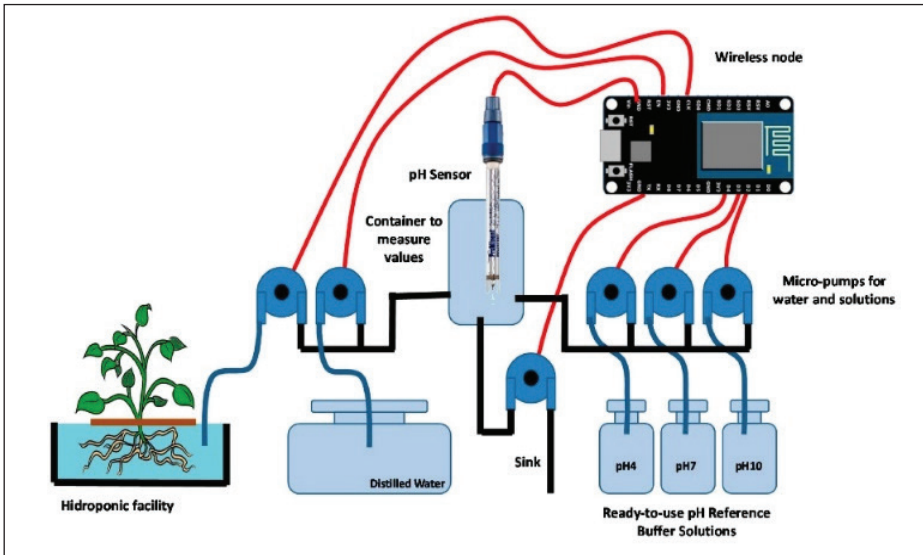 Wireless node
pH Sensor
Container to
measure
values
Micro-pumps for
water and solutions
Distilled Water
Sink
pH4
pH7
pH10
Hidroponic facility
Ready-to-use pH Reference
Buffer Solutions